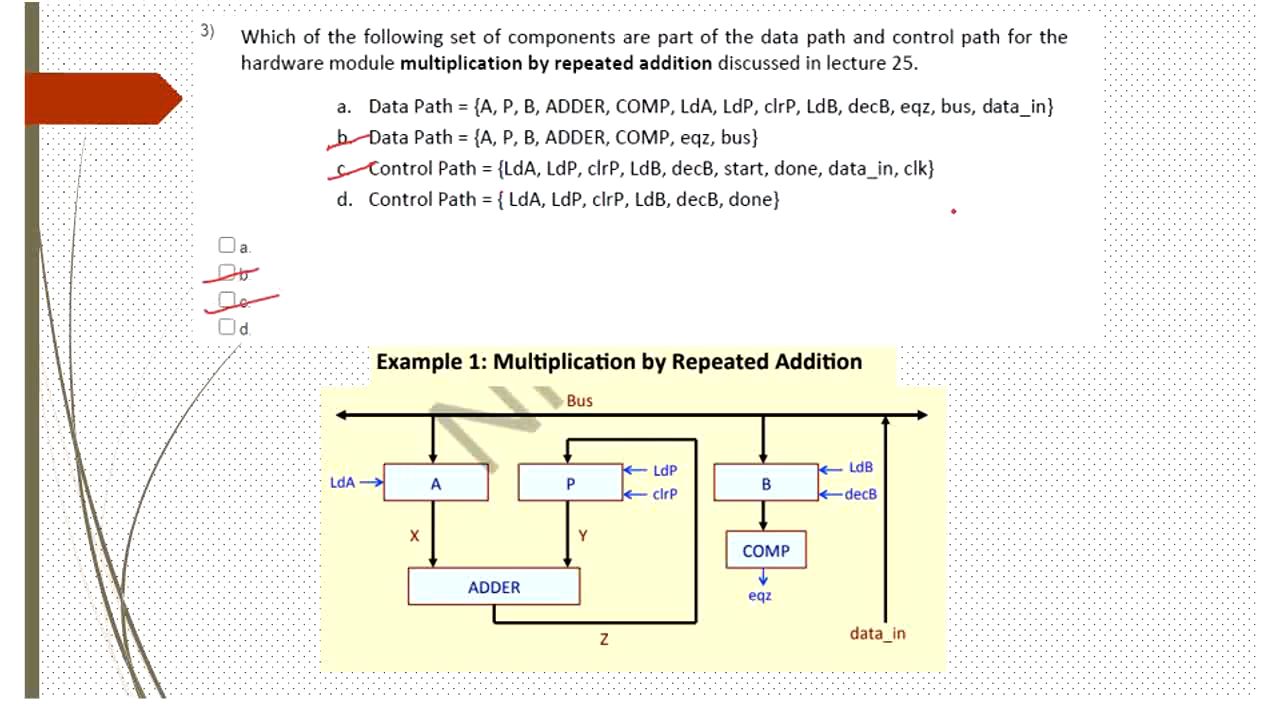 3)
Which of the following set of components are part of the data path and control path for the
hardware module multiplication by repeated addition discussed in lecture 25.
a. Data Path = {A, P, B, ADDER, COMP, LdA, LdP, clrP, LdB, decB, eqz, bus, data_in}
b. Data Path = {A, P, B, ADDER, COMP, eqz, bus}
c. Control Path = {LdA, LdP, clrP, LdB, decB, start, done, data_in, clk}
d. Control Path = { LdA, LdP, clrP, LdB, decB, done}
a.
b
c.
d.
Example 1: Multiplication by Repeated Addition
Bus
LdA
A
P
LdP
clrP
B
LdB
decB
X
Y
COMP
ADDER
eqz
Z
data_in